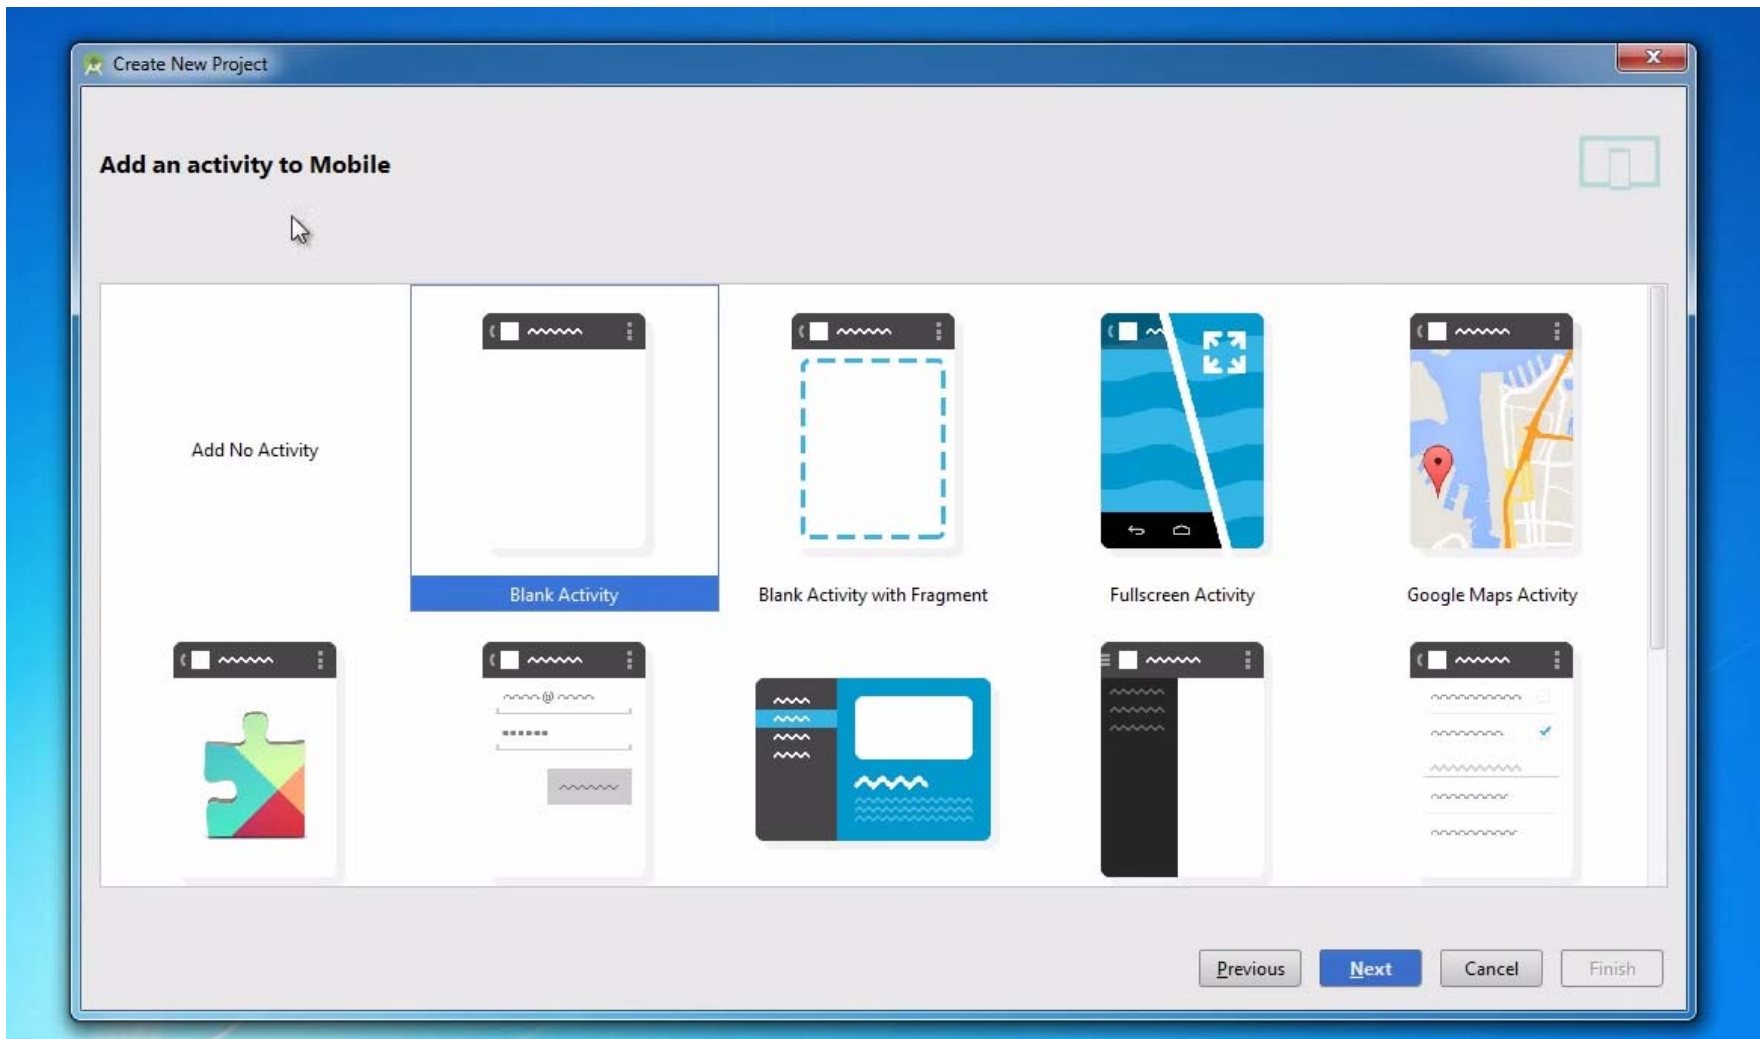 Create New Project
x
Add an activity to Mobile
Add No Activity
Blank Activity
Blank Activity with Fragment
Fullscreen Activity
Google Maps Activity
@
Previous
Next
Cancel
Finish